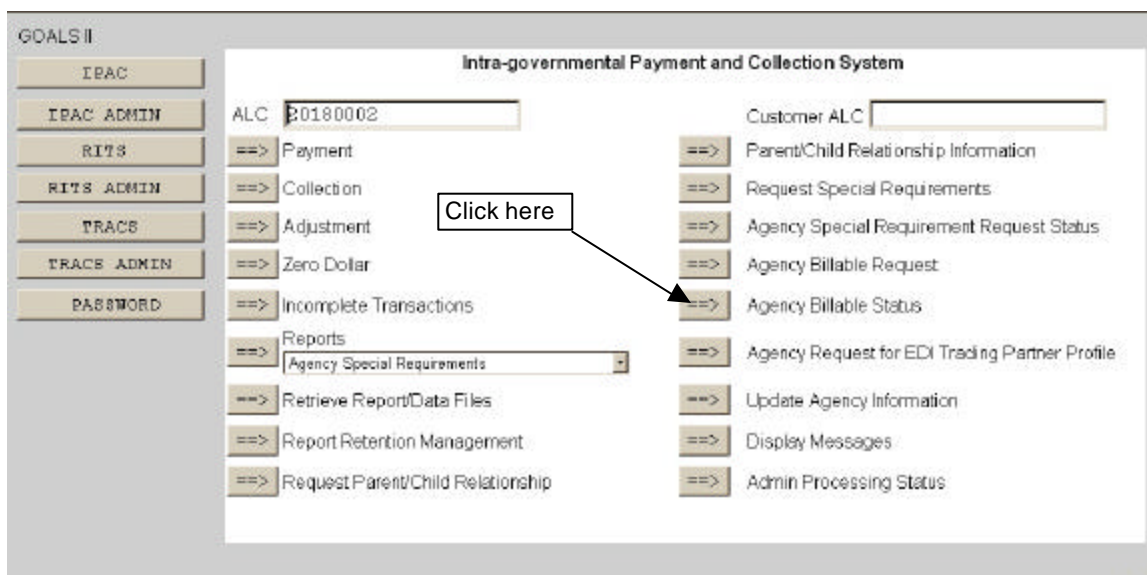 GOALS II
IPAC
IPAC ADMIN
RITS
RITS ADMIN
TRACS
TRACS ADMIN
PASSWORD
Intra-governmental Payment and Collection System
ALC 20180002
Customer ALC
==> Payment
==> Parent/Child Relationship Information
==> Collection
==> Request Special Requirements
Click here
==> Adjustment
==> Agency Special Requirement Request Status
==> Zero Dollar
==> Agency Billable Request
==> Incomplete Transactions
==> Agency Billable Status
==> Reports
Agency Special Requirements
==> Agency Request for EDI Trading Partner Profile
==> Retrieve Report/Data Files
==> Update Agency Information
==> Report Retention Management
==> Display Messages
==> Request Parent/Child Relationship
==> Admin Processing Status